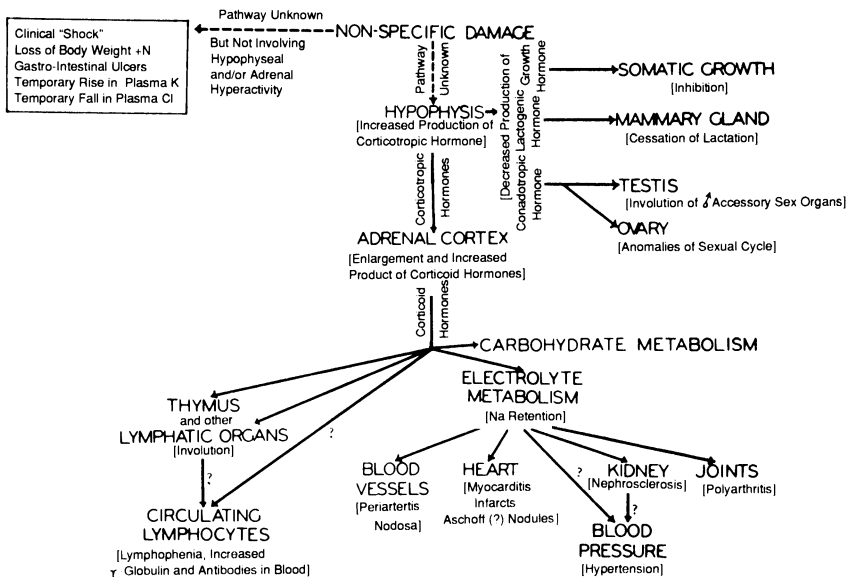 Pathway Unknown
NON-SPECIFIC DAMAGE
But Not Involving
Hypophyseal
and/or Adrenal
Hyperactivity
Clinical "Shock"
Loss of Body Weight +N
Gastro-Intestinal Ulcers
Temporary Rise in Plasma K
Temporary Fall in Plasma Cl
Pathway
Unknown
HYPOPHYSIS
[Increased Production of
Corticotropic Hormone]
[Decreased Production of
Conadotropic Lactogenic Growth
Hormone Hormone Hormone
SOMATIC GROWTH
[Inhibition]
MAMMARY GLAND
[Cessation of Lactation]
TESTIS
[Involution of ♂ Accessory Sex Organs]
OVARY
[Anomalies of Sexual Cycle]
Corticotropic
Hormones
ADRENAL CORTEX
[Enlargement and Increased
Product of Corticoid Hormones]
Corticoid
Hormones
CARBOHYDRATE METABOLISM
ELECTROLYTE
METABOLISM
[Na Retention]
THYMUS
and other
LYMPHATIC ORGANS
[Involution]
?
?
CIRCULATING
LYMPHOCYTES
[Lymphophenia, Increased
γ Globulin and Antibodies in Blood]
BLOOD
VESSELS
[Periartertis
Nodosa]
HEART
[Myocarditis
Infarcts
Aschoff (?) Nodules]
?
KIDNEY
[Nephrosclerosis]
?
JOINTS
[Polyarthritis]
BLOOD
PRESSURE
[Hypertension]